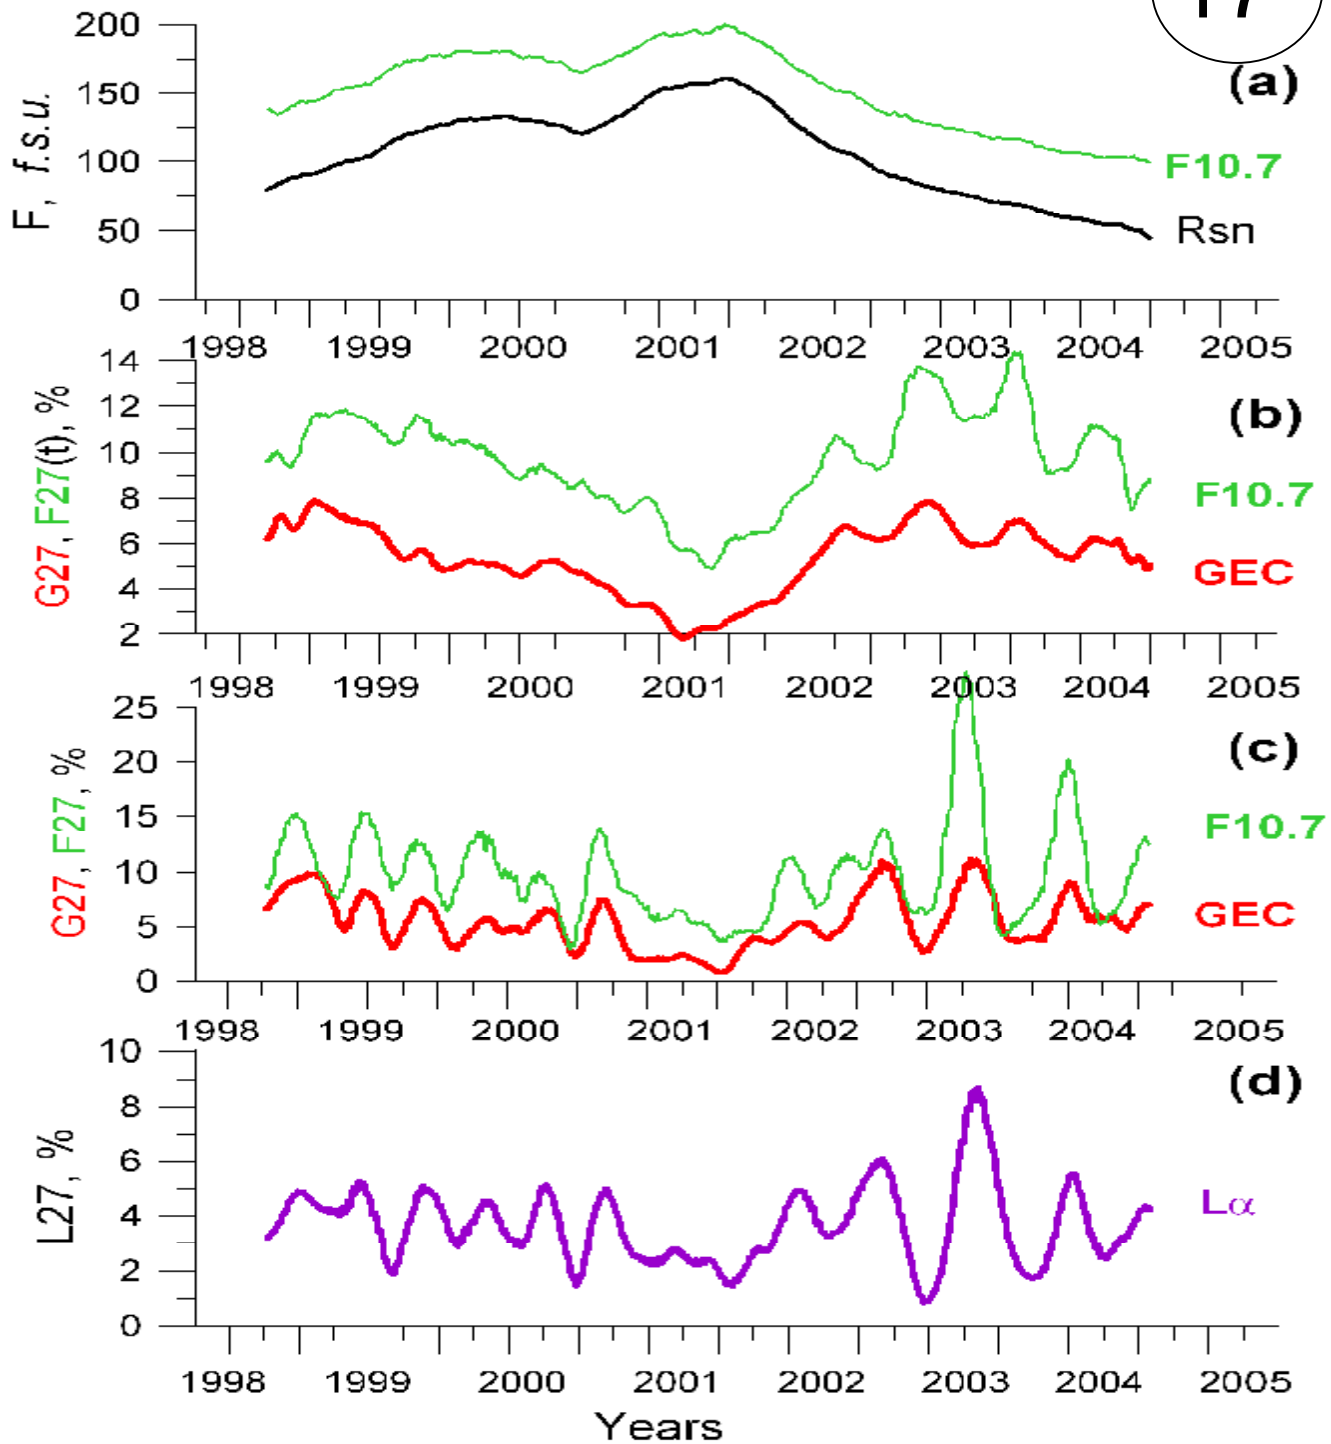 17
200
150
100
50
0
F, f.s.u.
(a)
F10.7
Rsn
1998 1999 2000 2001 2002 2003 2004 2005
14
12
10
8
6
4
2
G27, F27(t), %
(b)
F10.7
GEC
1998 1999 2000 2001 2002 2003 2004 2005
25
20
15
10
5
0
G27, F27, %
(c)
F10.7
GEC
1998 1999 2000 2001 2002 2003 2004 2005
10
8
6
4
2
0
L27, %
(d)
Lα
1998 1999 2000 2001 2002 2003 2004 2005
Years